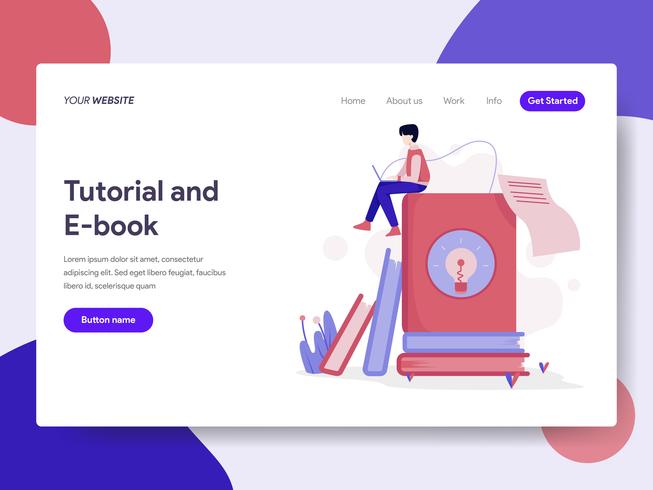 YOUR WEBSITE
Home About us Work Info Get Started
Tutorial and
E-book
Lorem ipsum dolor sit amet, consectetur
adipiscing elit. Sed eget libero feugiat, faucibus
libero id, scelerisque quam
Button name